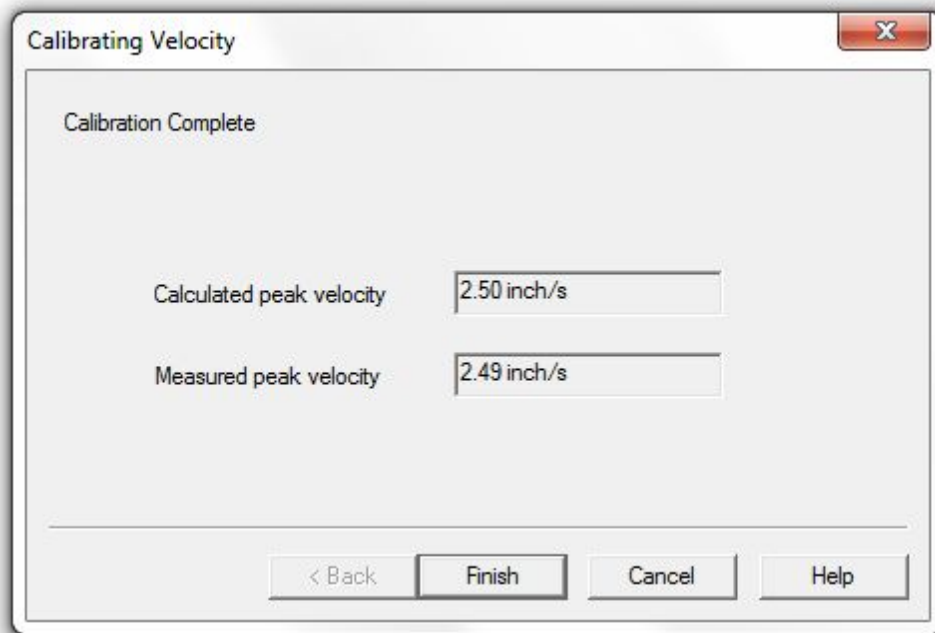 Calibrating Velocity
Calibration Complete
Calculated peak velocity 2.50 inch/s
Measured peak velocity 2.49 inch/s
< Back Finish Cancel Help